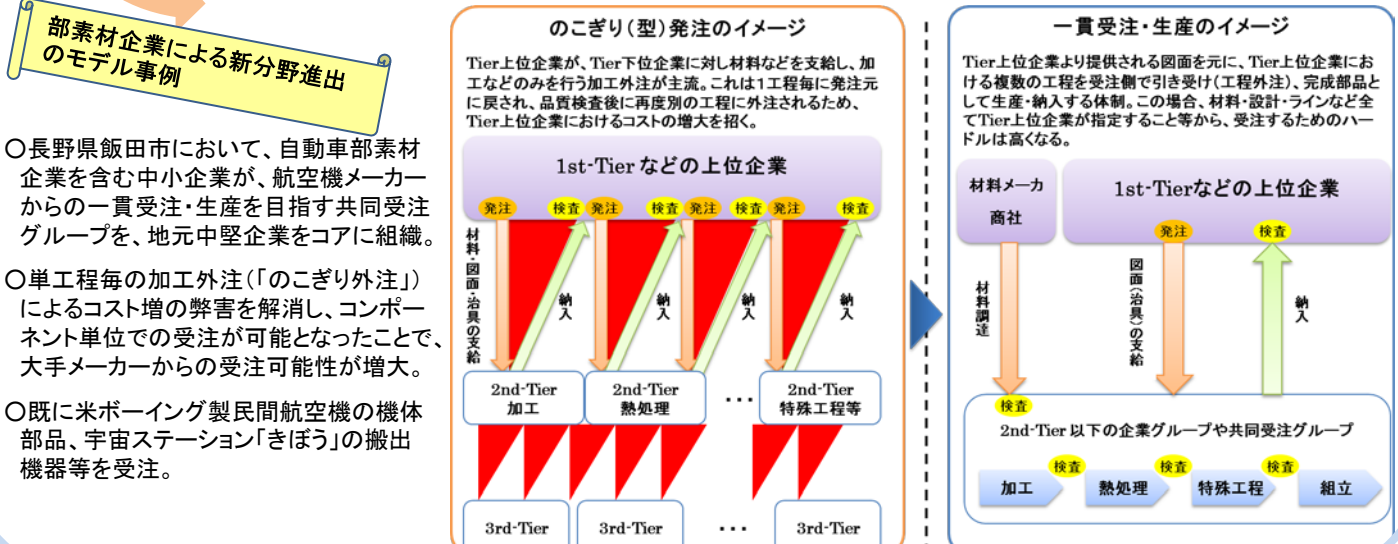 部素材企業による新分野進出
のモデル事例
○長野県飯田市において、自動車部素材
企業を含む中小企業が、航空機メーカー
からの一貫受注・生産を目指す共同受注
グループを、地元中堅企業をコアに組織。
○単工程毎の加工外注(「のこぎり外注」)
によるコスト増の弊害を解消し、コンポー
ネント単位での受注が可能となったことで、
大手メーカーからの受注可能性が増大。
○既に米ボーイング製民間航空機の機体
部品、宇宙ステーション「きぼう」の搬出
機器等を受注。
のこぎり(型)発注のイメージ
Tier上位企業が、Tier下位企業に対し材料などを支給し、加
工などのみを行う加工外注が主流。これは1工程毎に発注元
に戻され、品質検査後に再度別の工程に外注されるため、
Tier上位企業におけるコストの増大を招く。
1st-Tier などの上位企業
発注 検査 発注 検査 発注 検査 発注 検査
材料・図面・治具の支給
納入 納入 納入 納入
2nd-Tier
加工
2nd-Tier
熱処理
・・・
2nd-Tier
特殊工程等
3rd-Tier 3rd-Tier ・・・ 3rd-Tier
一貫受注・生産のイメージ
Tier上位企業より提供される図面を元に、Tier上位企業にお
ける複数の工程を受注側で引き受け(工程外注)、完成部品と
して生産・納入する体制。この場合、材料・設計・ラインなど全
てTier上位企業が指定すること等から、受注するためのハー
ドルは高くなる。
材料メーカ
商社
1st-Tierなどの上位企業
発注 検査
材料調達
図面(治具)の支給
納入
検査
2nd-Tier 以下の企業グループや共同受注グループ
検査 検査 検査
加工 熱処理 特殊工程 組立